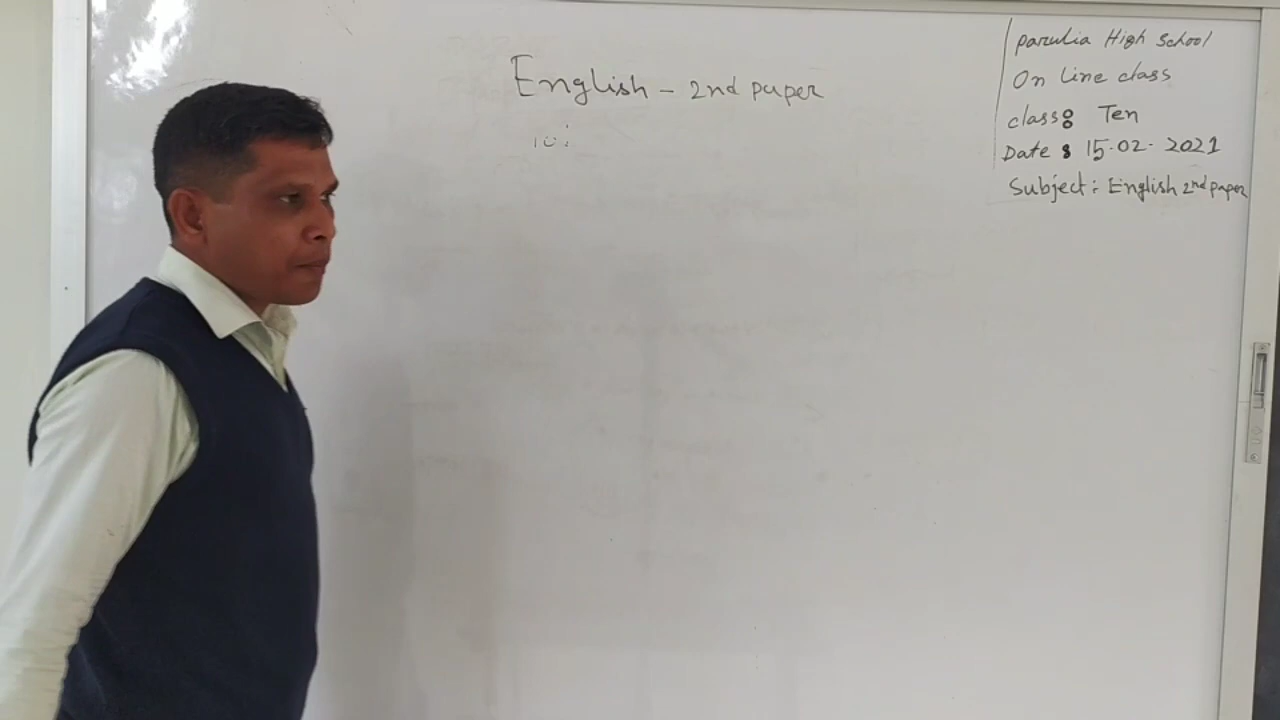 English - 2nd paper
Parulia High School
On Line class
class: Ten
Date : 15.02- 2021
Subject: English 2nd paper